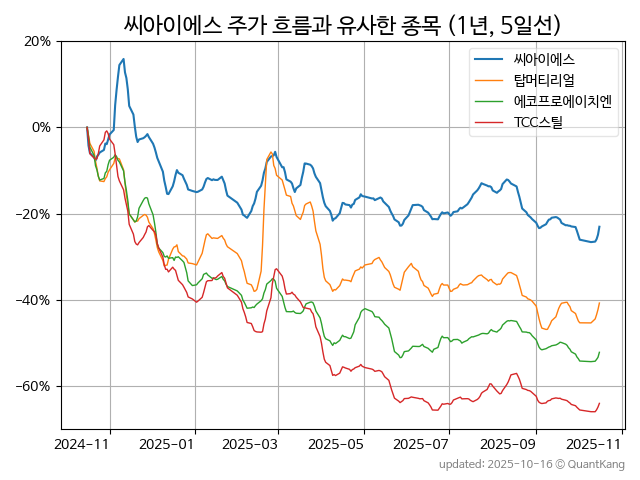 씨아이에스 주가 흐름과 유사한 종목 (1년, 5일선)
씨아이에스
탑머티리얼
에코프로에이치엔
TCC스틸
20%
0%
−20%
−40%
−60%
2024-11 2025-01 2025-03 2025-05 2025-07 2025-09 2025-11
updated: 2025-10-16 © QuantKang